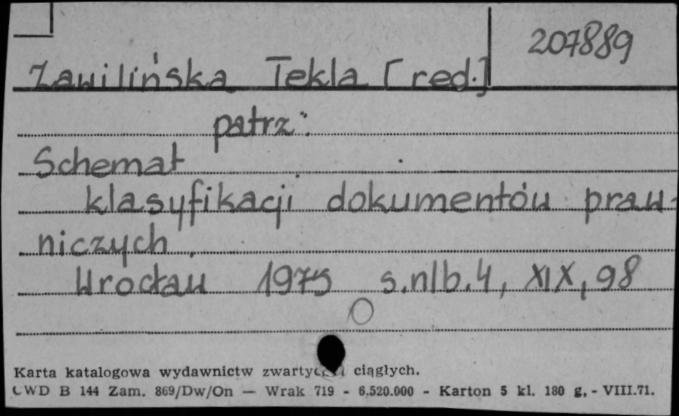 207889
Zawilińska Tekla [red.]
patrz:
Schemat
klasyfikacji dokumentów praw-
niczych.
Wrocław 1975 s.nlb.4, XIX, 98
Karta katalogowa wydawnictw zwartych i ciągłych.
CWD B 144 Zam. 869/Dw/On — Wrak 719 - 6.520.000 - Karton 5 kl. 180 g. - VIII.71.